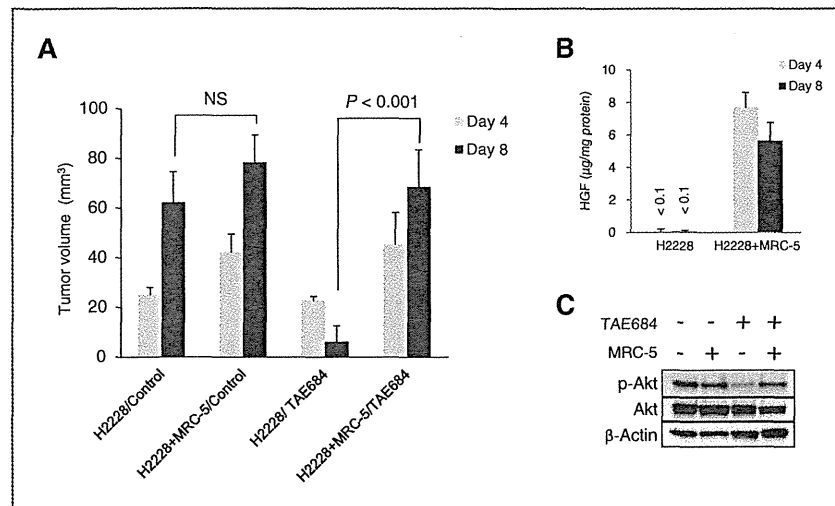 A
NS
P < 0.001
Day 4
Day 8
Tumor volume (mm³)
100
80
60
40
20
0
H2228/Control
H2228+MRC-5/Control
H2228/ TAE684
H2228+MRC-5/TAE684
B
Day 4
Day 8
HGF (μg/mg protein)
10
8
6
4
2
0
< 0.1
< 0.1
H2228
H2228+MRC-5
C
TAE684 - - + +
MRC-5 - + - +
p-Akt
Akt
β-Actin